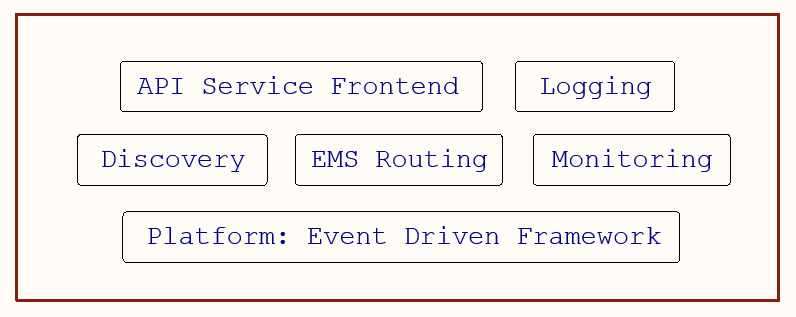 API Service Frontend
Logging
Discovery
EMS Routing
Monitoring
Platform: Event Driven Framework